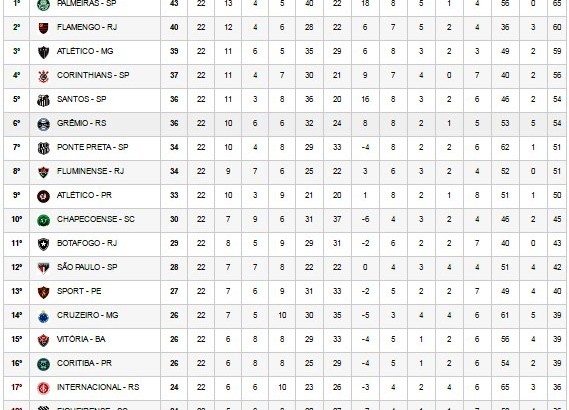 1º PALMEIRAS - SP 43 22 13 4 5 40 22 18 8 5 1 4 56 0 65
2º FLAMENGO - RJ 40 22 12 4 6 28 22 6 7 5 2 4 36 3 60
3º ATLÉTICO - MG 39 22 11 6 5 35 29 6 8 3 2 3 49 2 59
4º CORINTHIANS - SP 37 22 11 4 7 30 21 9 7 4 0 7 40 2 56
5º SANTOS - SP 36 22 11 3 8 36 20 16 8 3 2 6 46 2 54
6º GRÊMIO - RS 36 22 10 6 6 32 24 8 8 2 1 5 53 5 54
7º PONTE PRETA - SP 34 22 10 4 8 29 33 -4 8 2 2 6 62 1 51
8º FLUMINENSE - RJ 34 22 9 7 6 25 22 3 6 3 2 4 52 0 51
9º ATLÉTICO - PR 33 22 10 3 9 21 20 1 8 2 1 8 51 1 50
10º CHAPECOENSE - SC 30 22 7 9 6 31 37 -6 4 3 2 4 46 2 45
11º BOTAFOGO - RJ 29 22 8 5 9 29 31 -2 6 2 2 7 40 0 43
12º SÃO PAULO - SP 28 22 7 7 8 22 22 0 4 3 4 4 51 4 42
13º SPORT - PE 27 22 7 6 9 34 36 -2 5 2 2 7 49 4 40
14º CRUZEIRO - MG 26 22 7 5 10 30 35 -5 3 4 4 6 61 5 39
15º VITÓRIA - BA 26 22 6 8 8 29 33 -4 5 1 2 6 56 4 39
16º CORITIBA - PR 26 22 6 8 8 25 29 -4 5 1 2 6 54 2 39
17º INTERNACIONAL - RS 24 22 6 6 10 23 26 -3 4 2 4 6 65 3 36